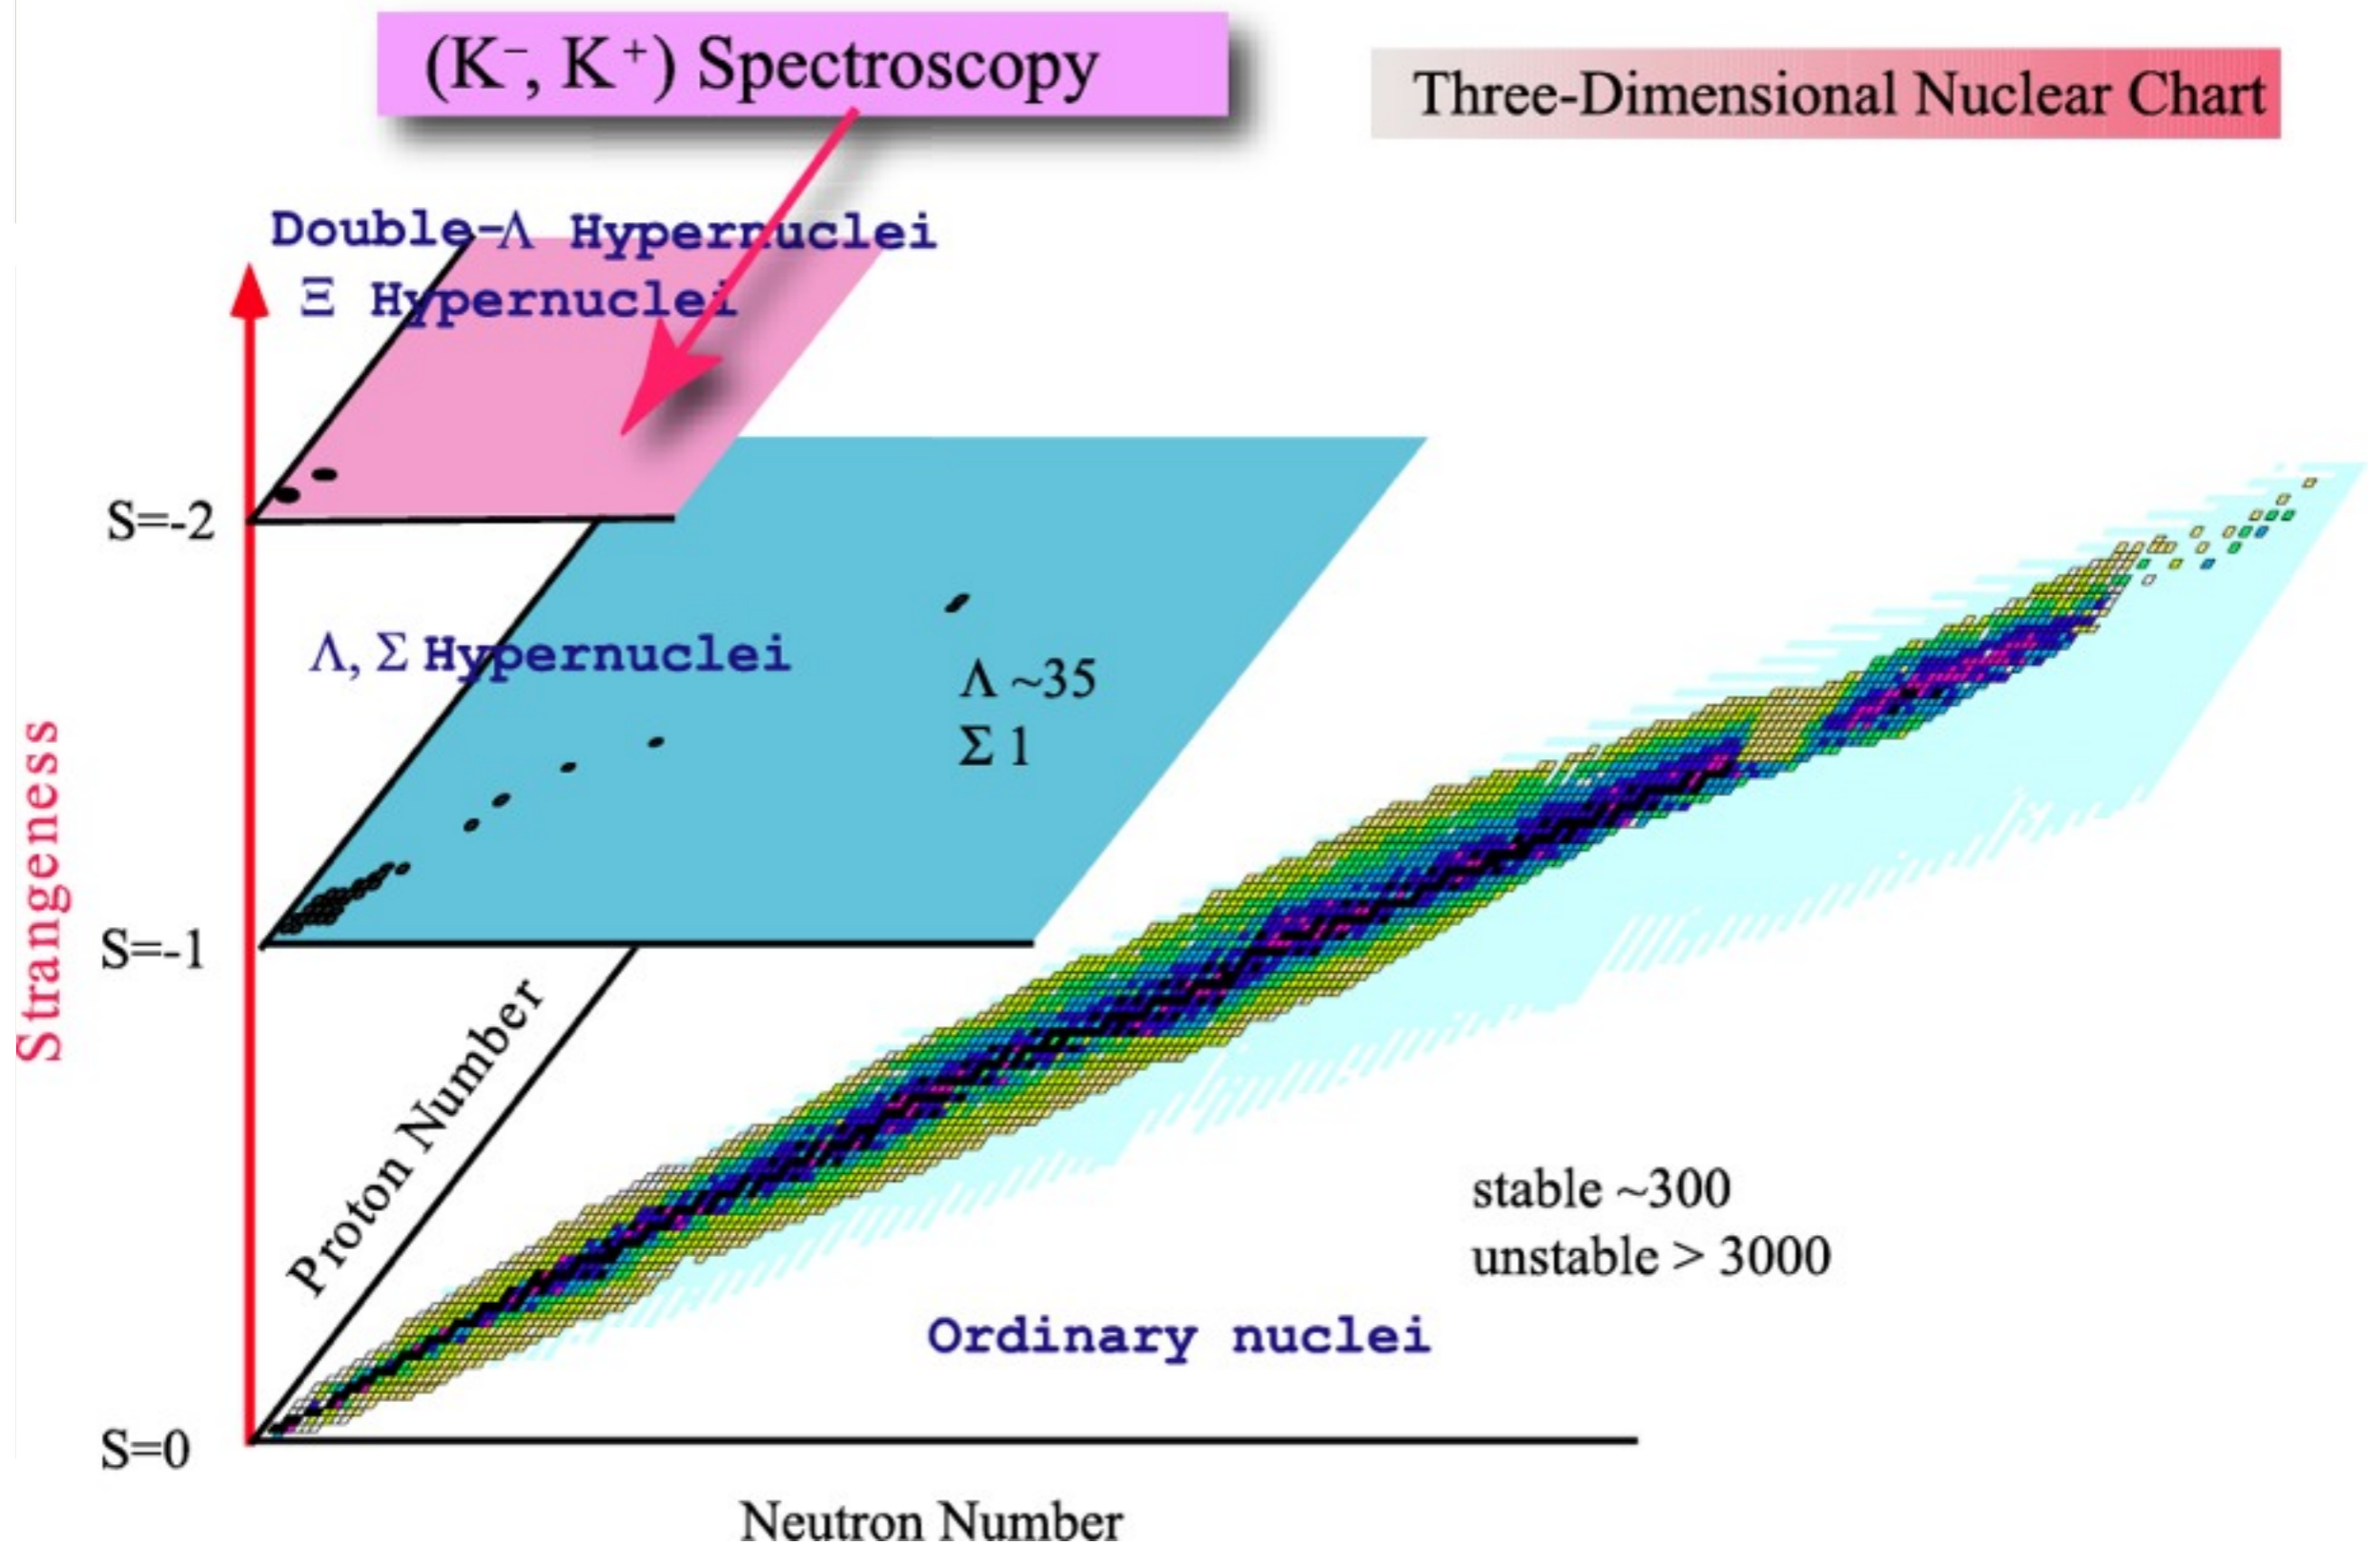 (K⁻, K⁺) Spectroscopy
Three-Dimensional Nuclear Chart
Double-Λ Hypernuclei
Ξ Hypernuclei
S=-2
Λ, Σ Hypernuclei
Λ ~35
Σ 1
Strangeness
S=-1
Proton Number
stable ~300
unstable > 3000
Ordinary nuclei
S=0
Neutron Number